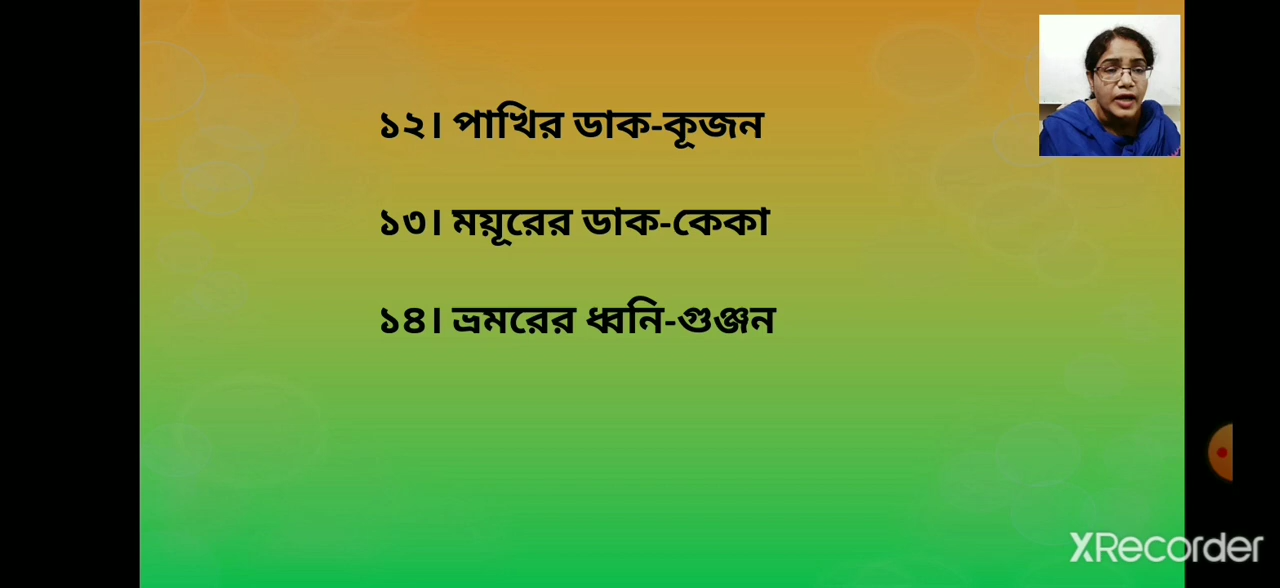 ১২। পাখির ডাক-কূজন
১৩। ময়ূরের ডাক-কেকা
১৪। ভ্রমরের ধ্বনি-গুঞ্জন
XRecorder